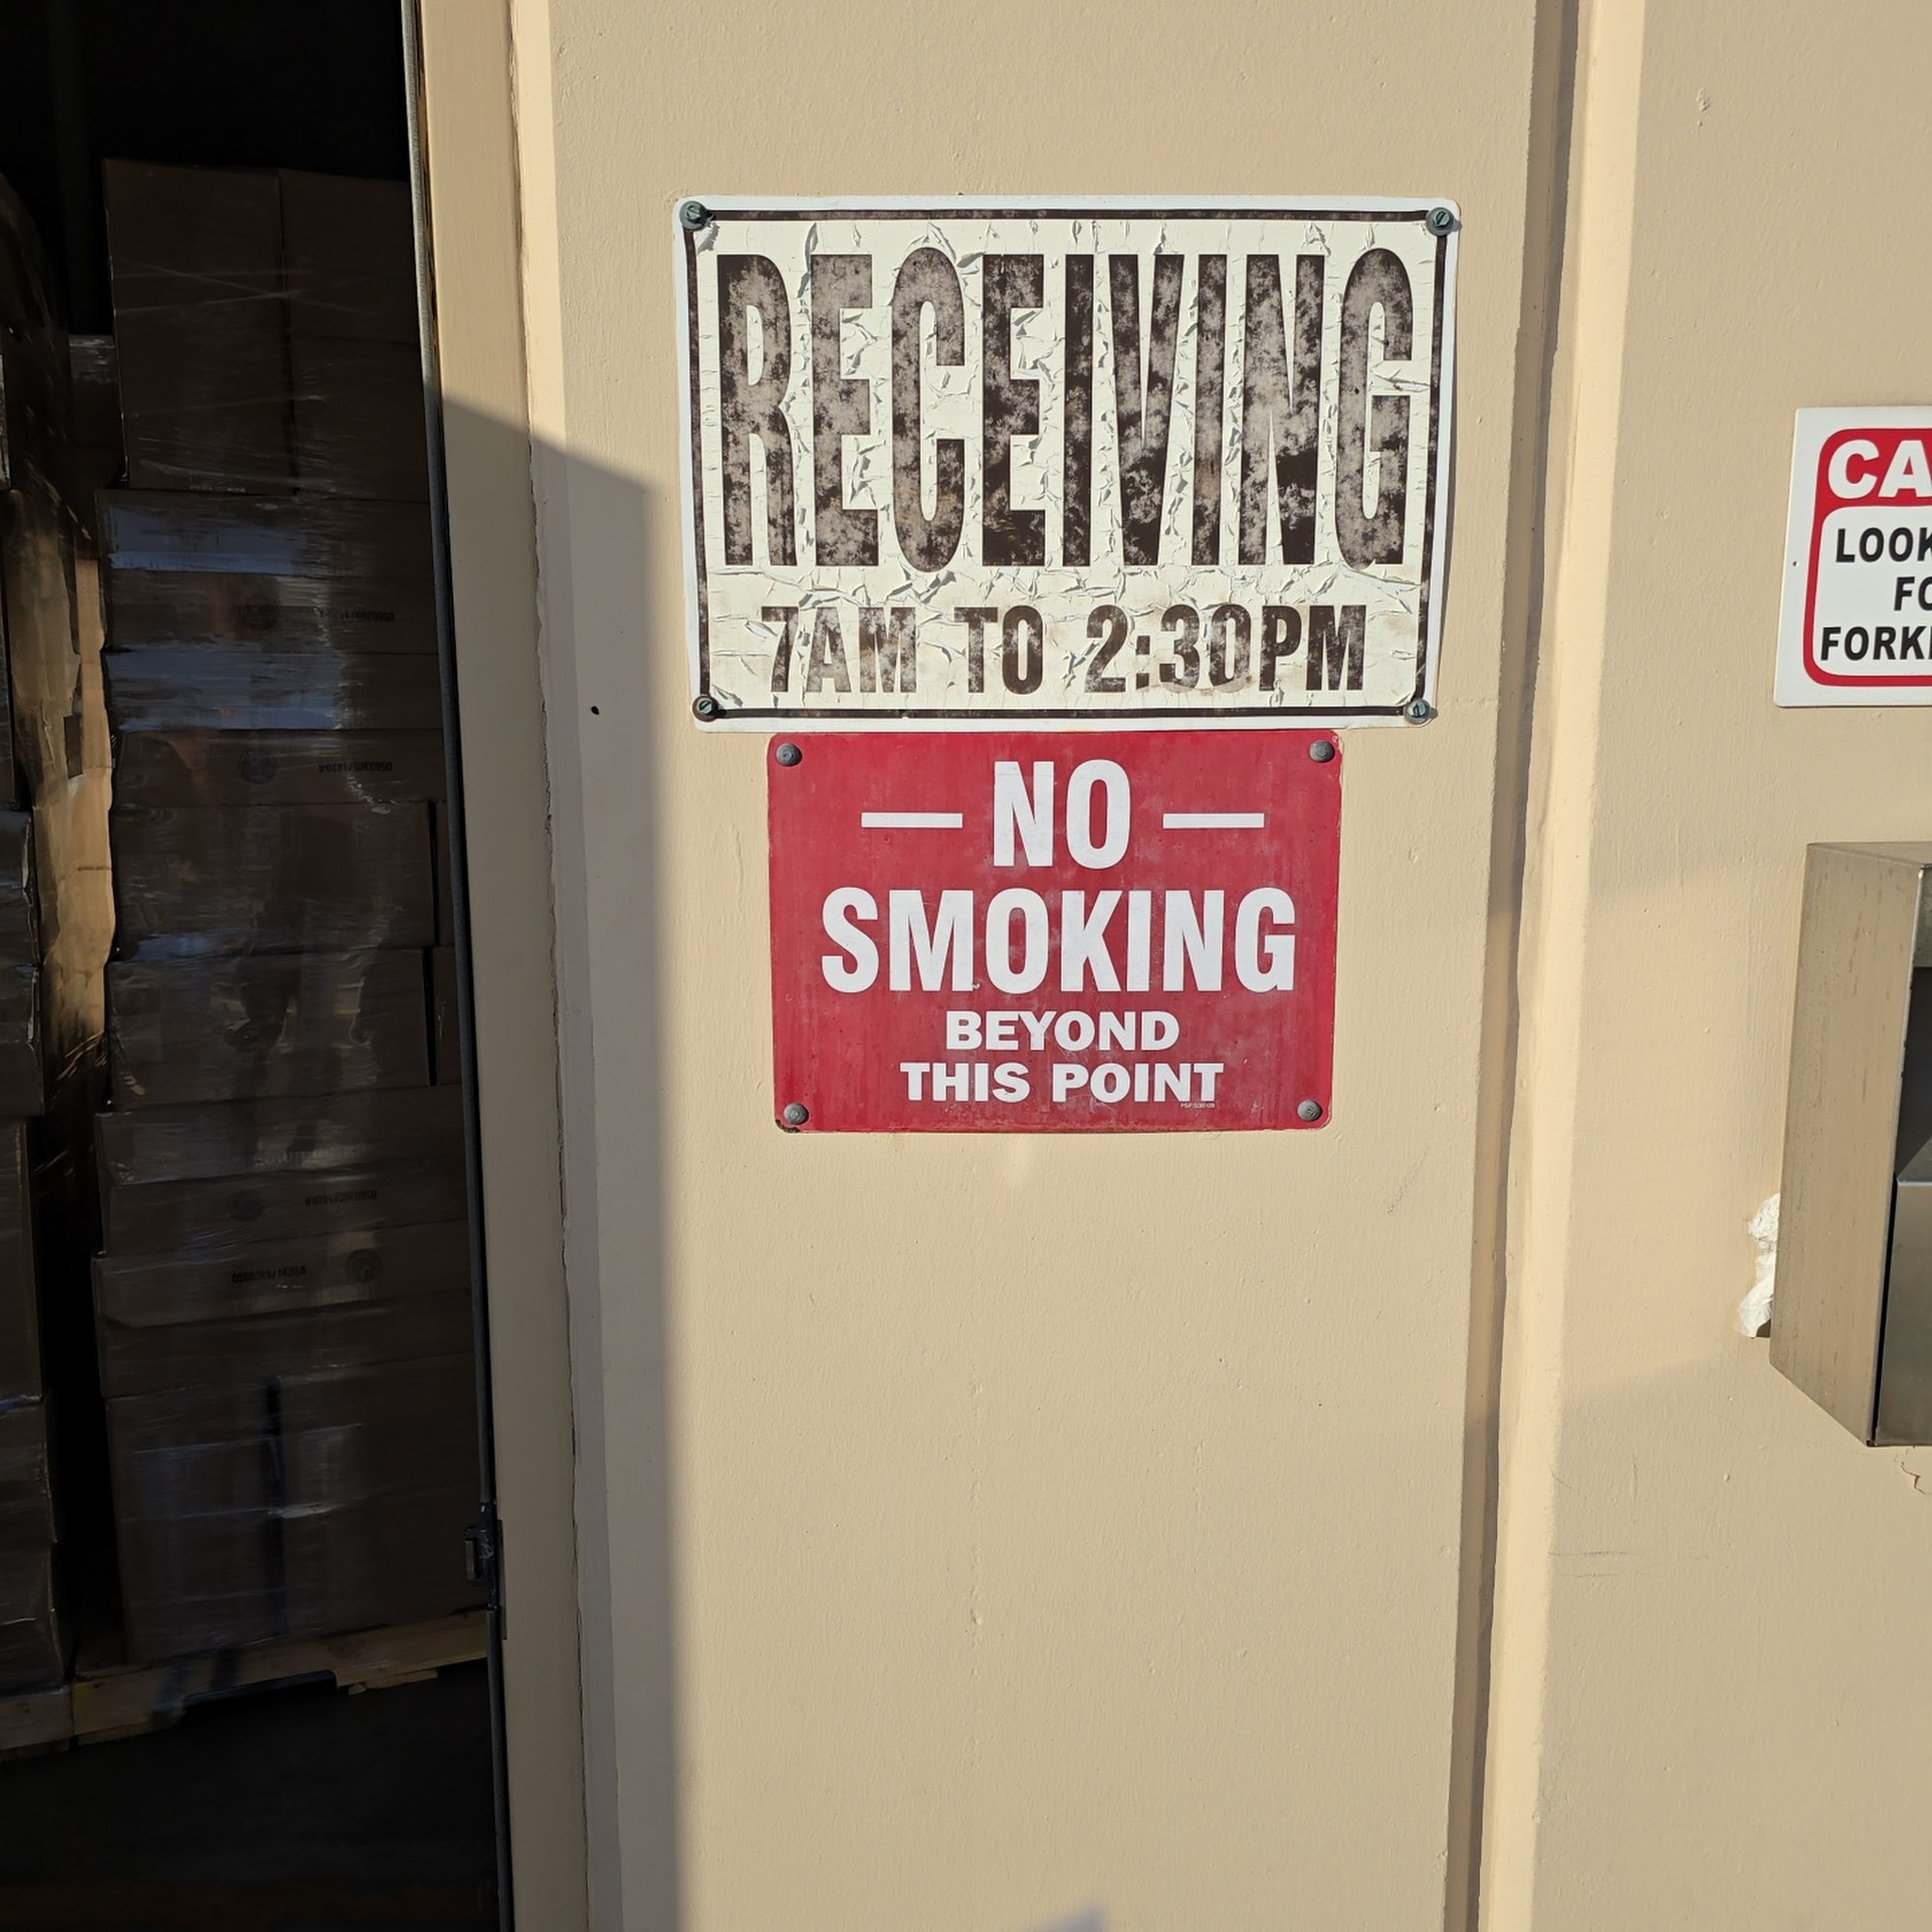 RECEIVING
7AM TO 2:30PM
— NO —
SMOKING
BEYOND
THIS POINT
CA
LOOK
FO
FORK